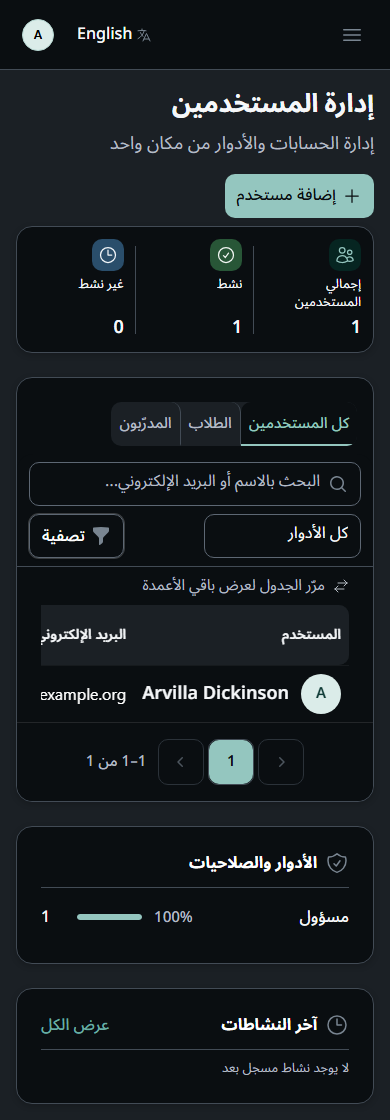 A
English
إدارة المستخدمين
إدارة الحسابات والأدوار من مكان واحد
إضافة مستخدم
إجمالي المستخدمين
1
نشط
1
غير نشط
0
كل المستخدمين
الطلاب
المدرّبون
البحث بالاسم أو البريد الإلكتروني...
كل الأدوار
تصفية
مرّر الجدول لعرض باقي الأعمدة
المستخدم
البريد الإلكتروني
A
Arvilla Dickinson
example.org
1
1–1 من 1
الأدوار والصلاحيات
مسؤول
100%
1
آخر النشاطات
عرض الكل
لا يوجد نشاط مسجل بعد